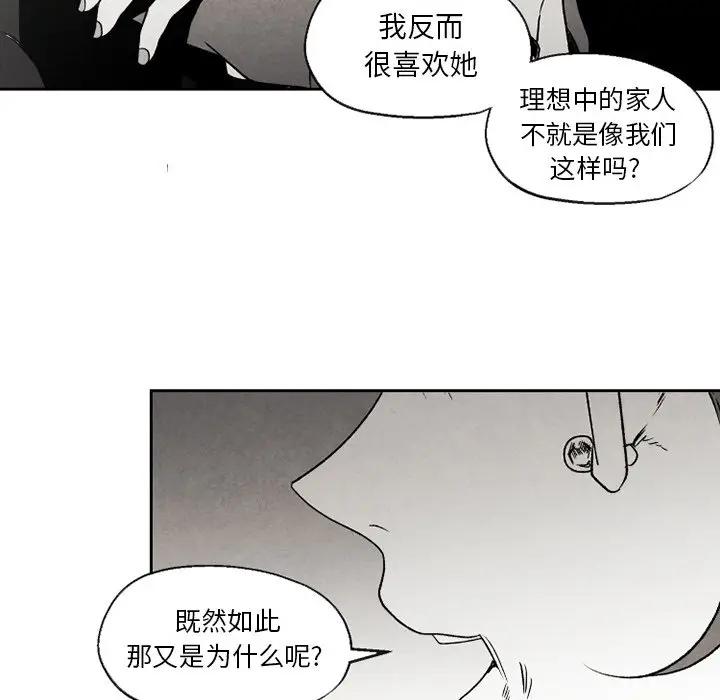 我反而
很喜欢她
理想中的家人
不就是像我们
这样吗?
既然如此
那又是为什么呢?